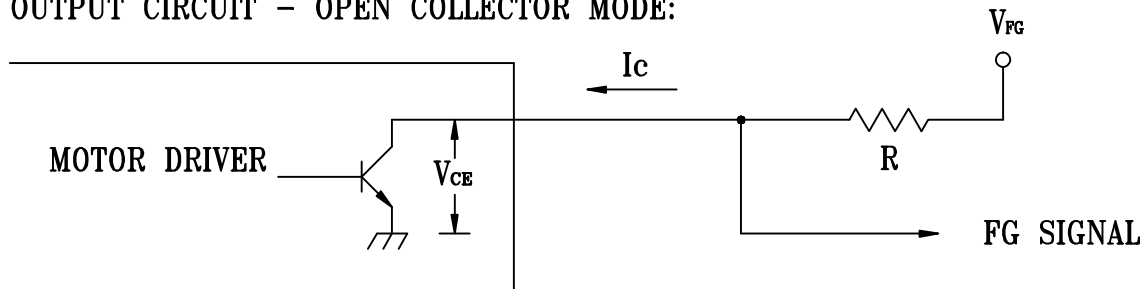 OUTPUT CIRCUIT - OPEN COLLECTOR MODE:
VFG
Ic
MOTOR DRIVER
VCE
R
FG SIGNAL